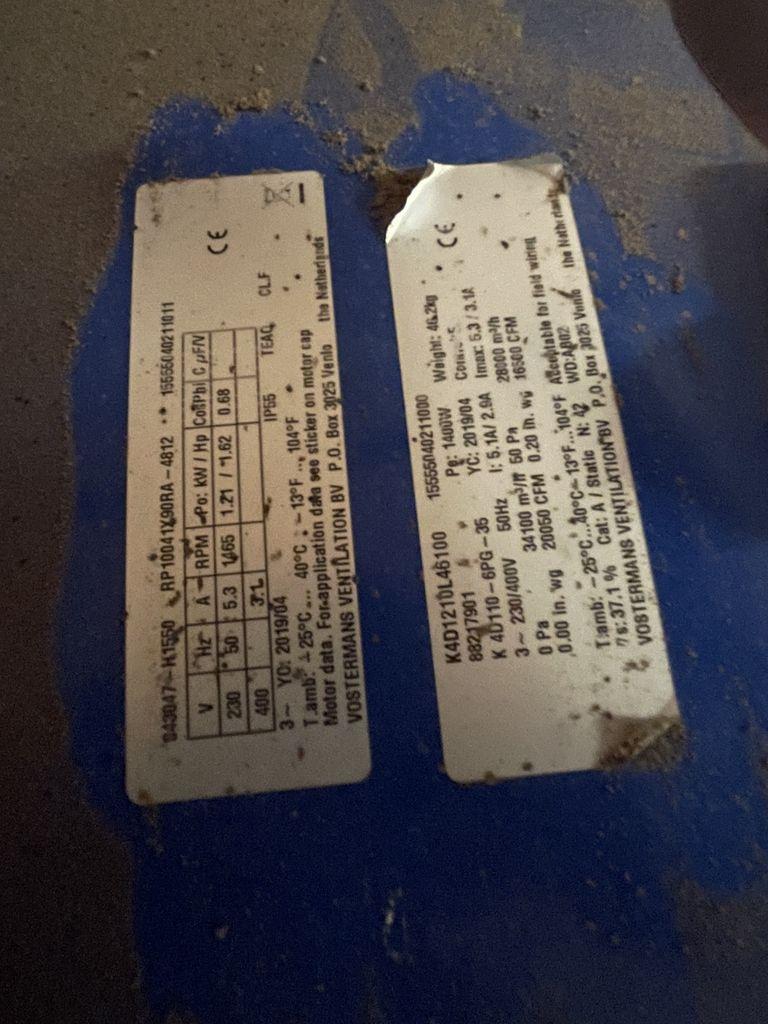 043047-H1550 RP10041X90RA-4812 ** 15555040211011
V Hz A RPM Po: kW / Hp CosPhi C µF/V
230 50 5.3 1465 1.21 / 1.62 0.68
400 3.1
CE
3~ YC: 2019/04 IP55 TEAO CLF
T.amb: -25°C... 40°C -13°F... 104°F
Motor data. For application data see sticker on motor cap
VOSTERMANS VENTILATION BV P.O. Box 3025 Venlo the Netherlands
K4D1210L46100 15555040211000
88217901 Pe: 1400W Weight: 46.2kg
K 4D110-6PG-35 YC: 2019/04
3~ 230/400V 50Hz I: 5.1A/2.9A Imax: 5.3/3.1A
0 Pa 34100 m³/h 50 Pa 28000 m³/h
0.00 In. wg 20050 CFM 0.20 In. wg 16500 CFM
CE
T.amb: -25°C... 40°C -13°F... 104°F Acceptable for field wiring
η s: 37.1 % Cat: A / Static N: 42
VOSTERMANS VENTILATION BV P.O. Box 3025 Venlo the Netherlands